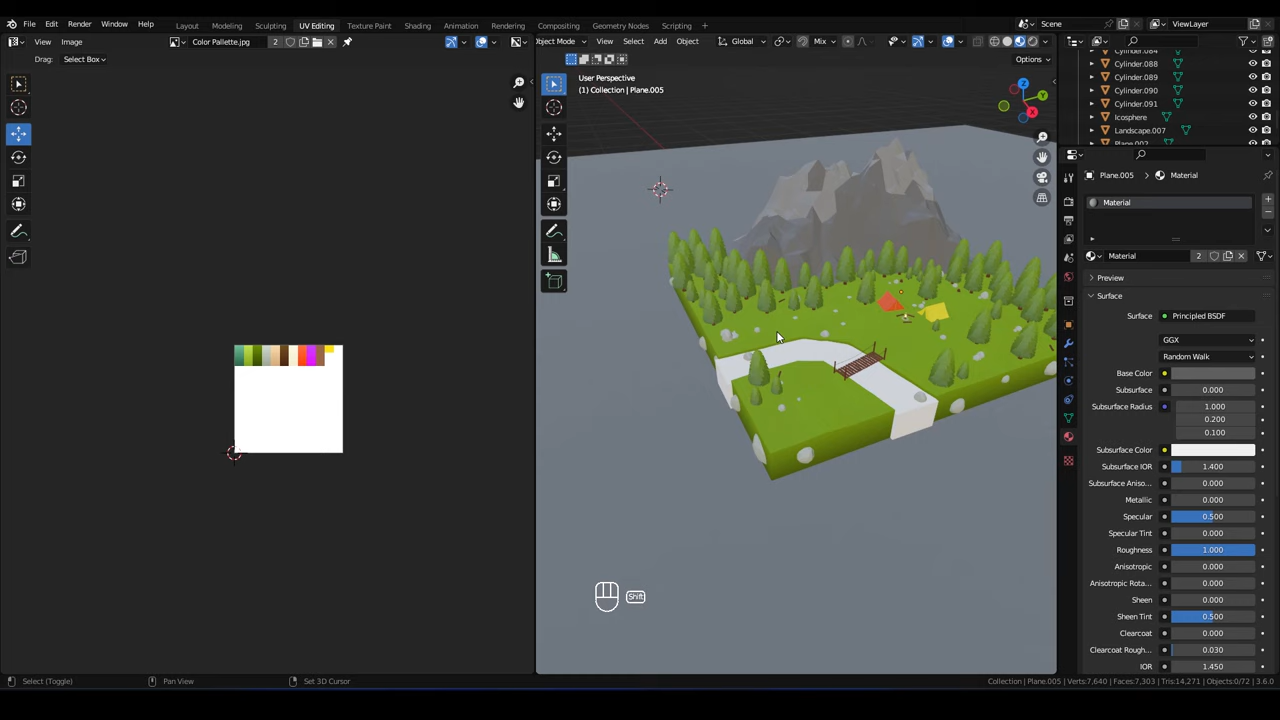 File Edit Render Window Help Layout Modeling Sculpting UV Editing Texture Paint Shading Animation Rendering Compositing Geometry Nodes Scripting + Scene ViewLayer
View Image Color Pallette.jpg 2
Object Mode View Select Add Object Global Mix
Drag: Select Box
Options
User Perspective
(1) Collection | Plane.005
Z
Y
X
Cylinder.084
Cylinder.088
Cylinder.089
Cylinder.090
Cylinder.091
Icosphere
Landscape.007
Plane.002
Plane.005 > Material
Material
Material 2
Preview
Surface
Surface Principled BSDF
GGX
Random Walk
Base Color
Subsurface 0.000
Subsurface Radius 1.000
0.200
0.100
Subsurface Color
Subsurface IOR 1.400
Subsurface Aniso... 0.000
Metallic 0.000
Specular 0.500
Specular Tint 0.000
Roughness 1.000
Anisotropic 0.000
Anisotropic Rota... 0.000
Sheen 0.000
Sheen Tint 0.500
Clearcoat 0.000
Clearcoat Rough... 0.030
IOR 1.450
Shift
Select (Toggle) Pan View Set 3D Cursor Collection | Plane.005 | Verts:7,640 | Faces:7,303 | Tris:14,271 | Objects:0/72 | 3.6.0